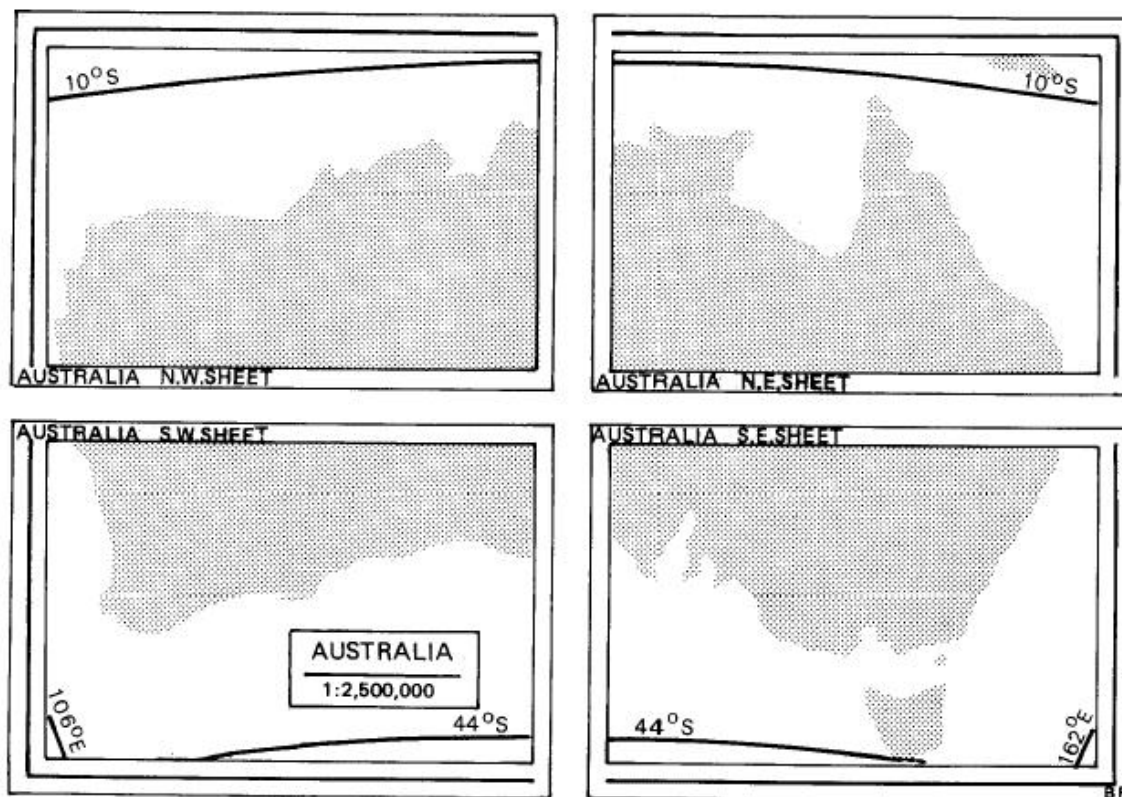 10°S
10°S
AUSTRALIA N.W.SHEET
AUSTRALIA N.E.SHEET
AUSTRALIA S.W.SHEET
AUSTRALIA S.E.SHEET
AUSTRALIA
1:2,500,000
106°E
44°S
44°S
162°E